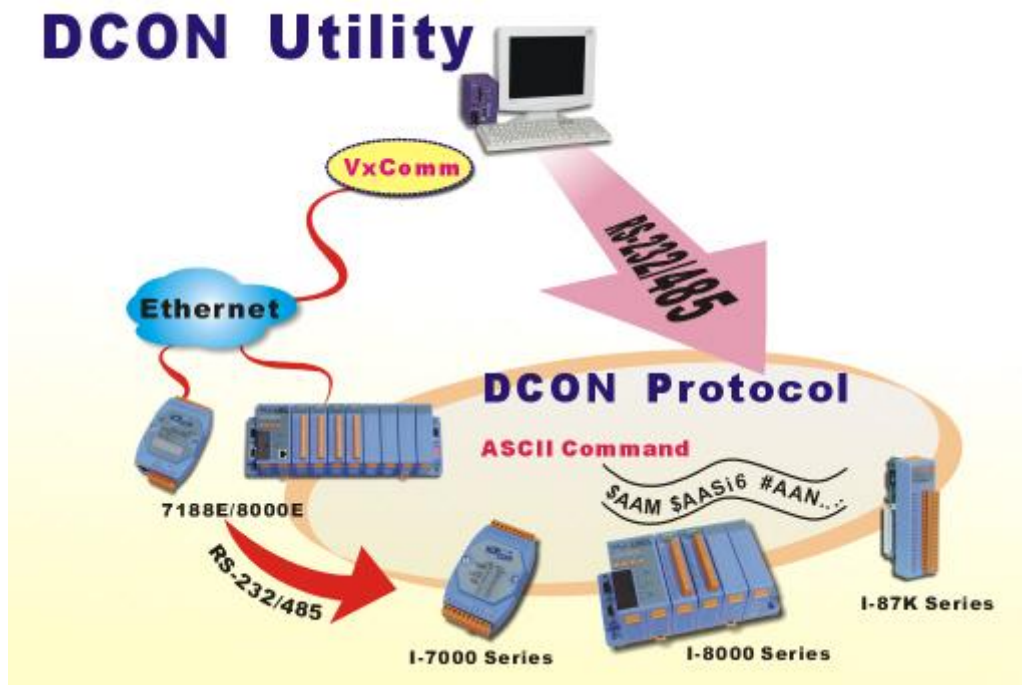 DCON Utility
VxComm
RS-232/485
Ethernet
DCON Protocol
ASCII Command
$AAM $AASi6 #AAN...
7188E/8000E
RS-232/485
I-7000 Series
I-8000 Series
I-87K Series